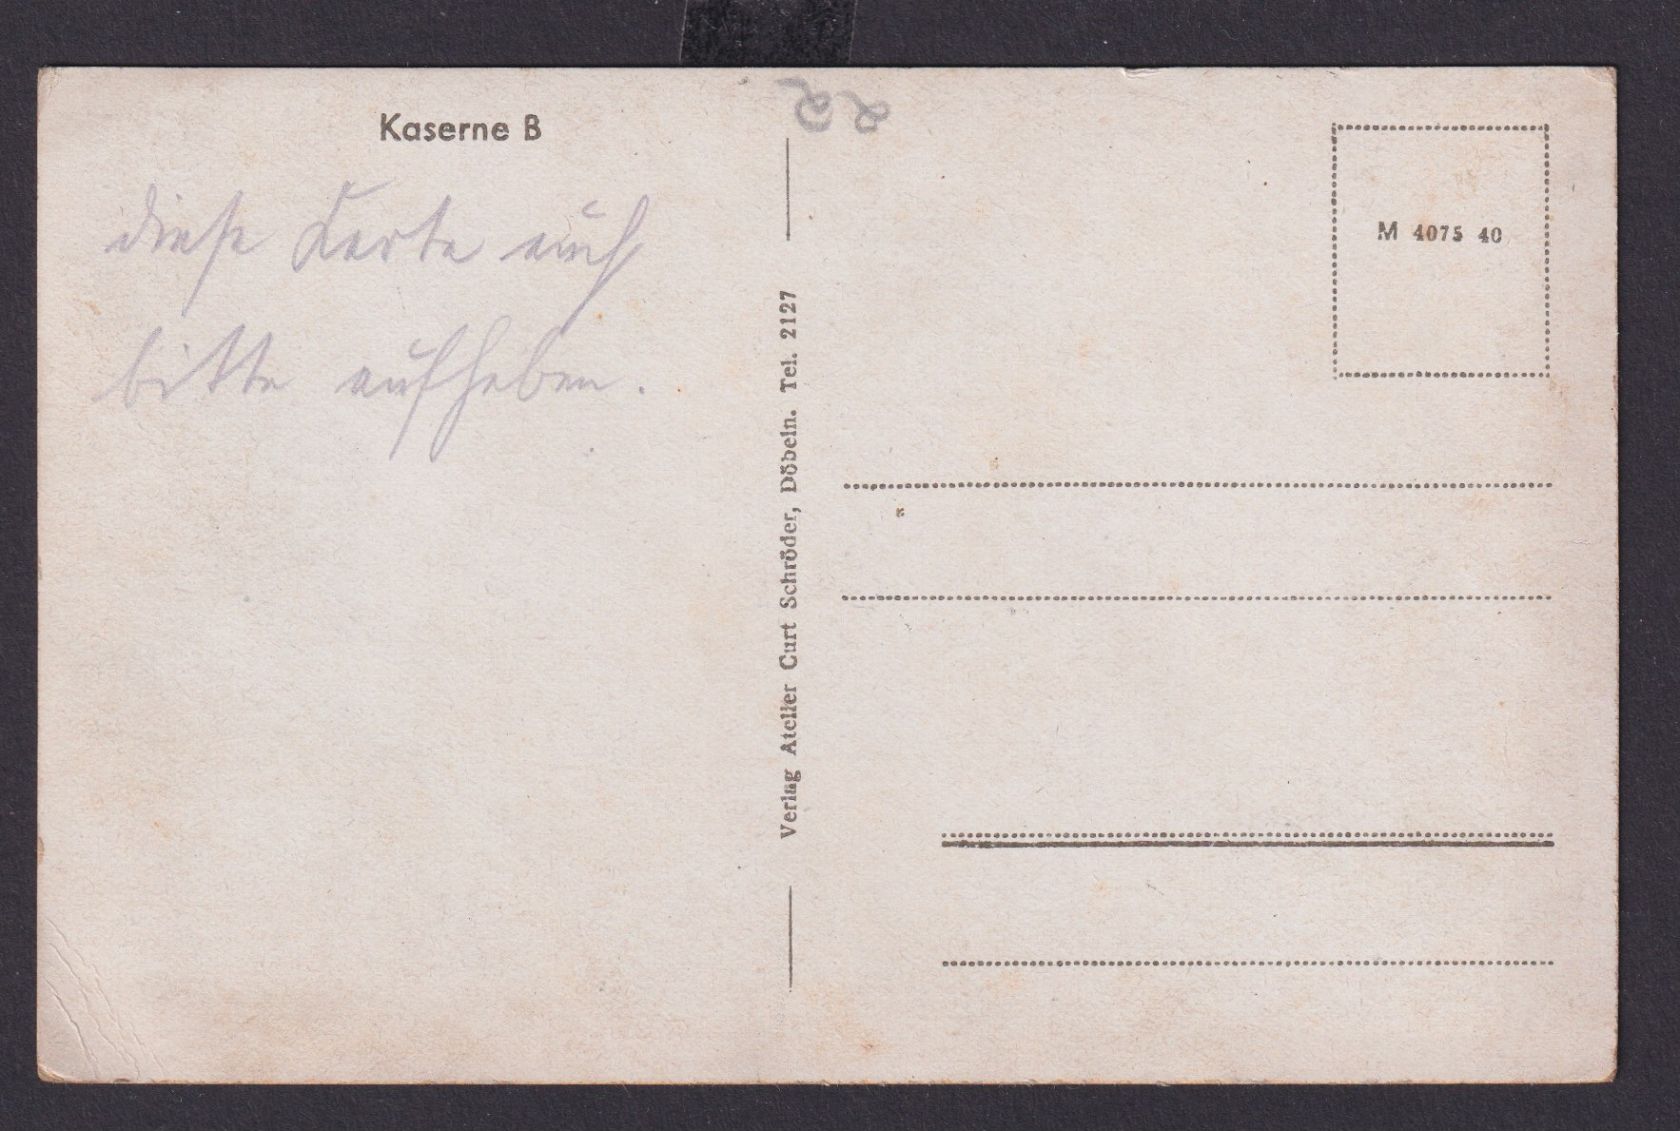 Kaserne B
diese Karte auch
bitte aufheben.
Verlag Atelier Curt Schröder, Döbeln. Tel. 2127
M 4075 40